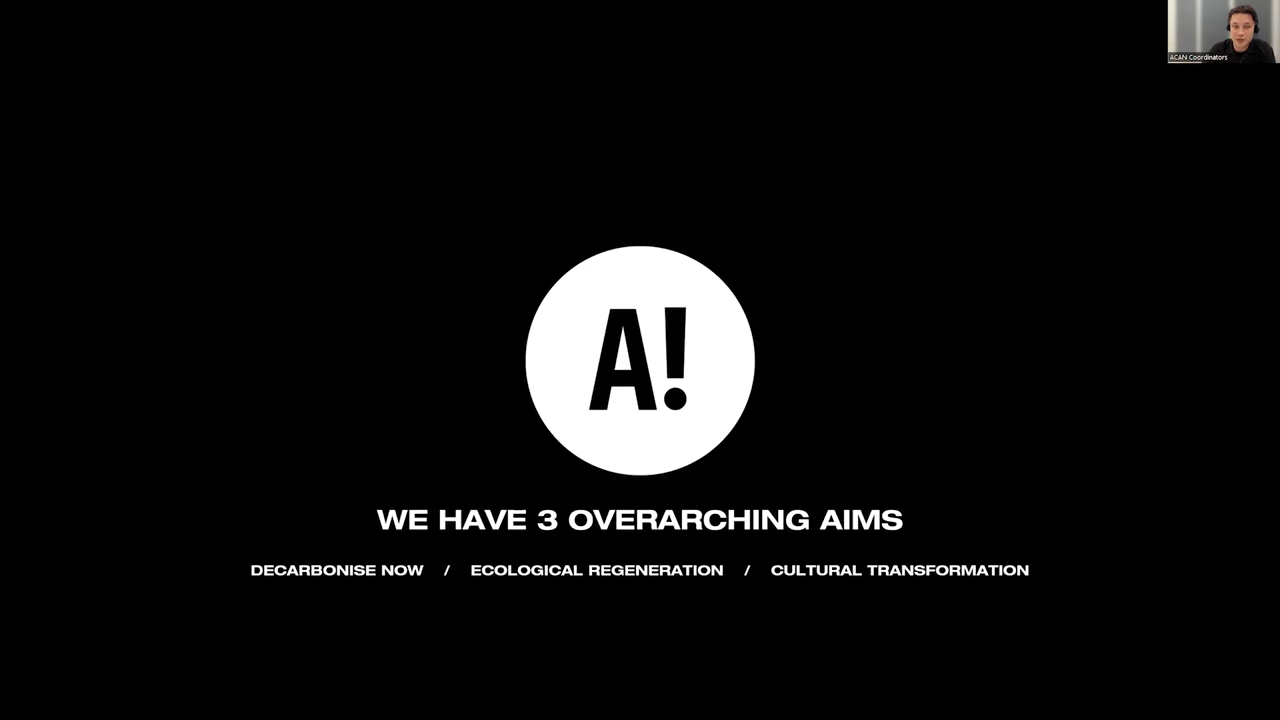 ACAN Coordinators
A!
WE HAVE 3 OVERARCHING AIMS
DECARBONISE NOW / ECOLOGICAL REGENERATION / CULTURAL TRANSFORMATION